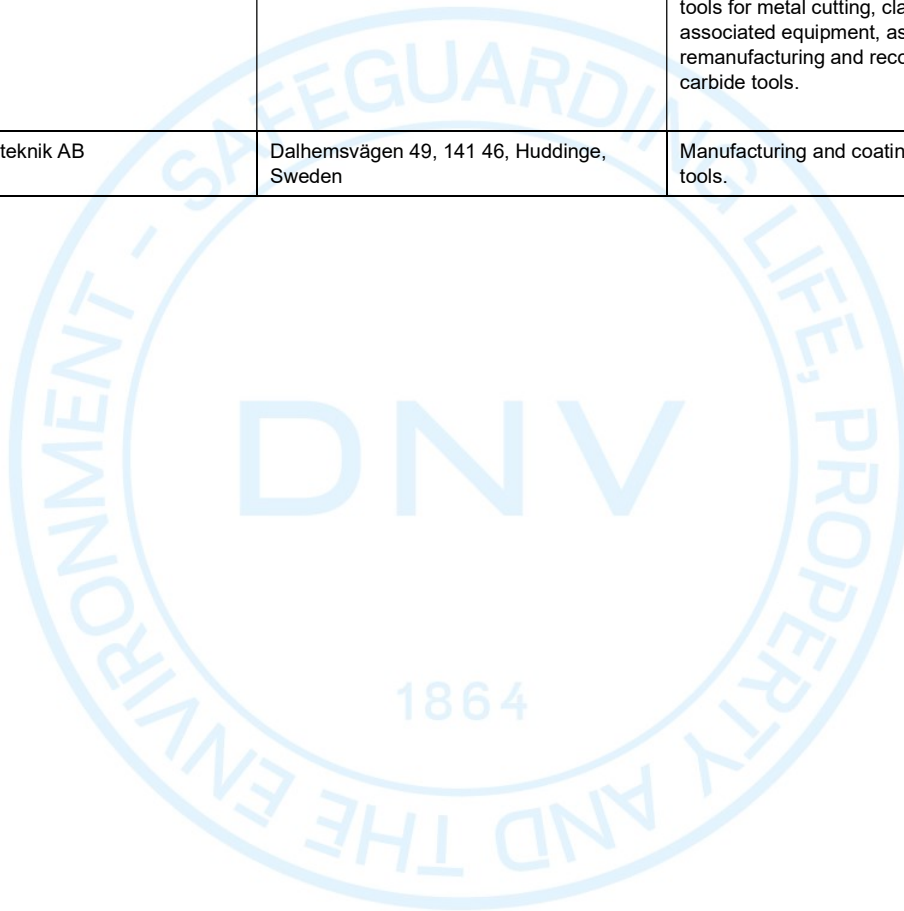 tools for metal cutting, cla
associated equipment, as
remanufacturing and reco
carbide tools.
teknik AB
Dalhemsvägen 49, 141 46, Huddinge,
Sweden
Manufacturing and coatin
tools.
SAFEGUARDING LIFE, PROPERTY AND THE ENVIRONMENT -
DNV
1864